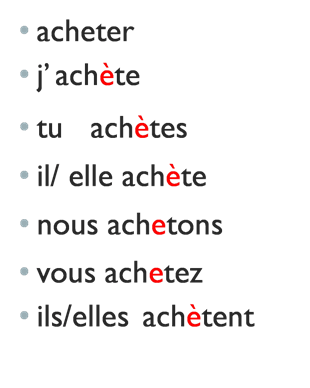 • acheter
• j' achète
• tu achètes
• il/ elle achète
• nous achetons
• vous achetez
• ils/elles achètent